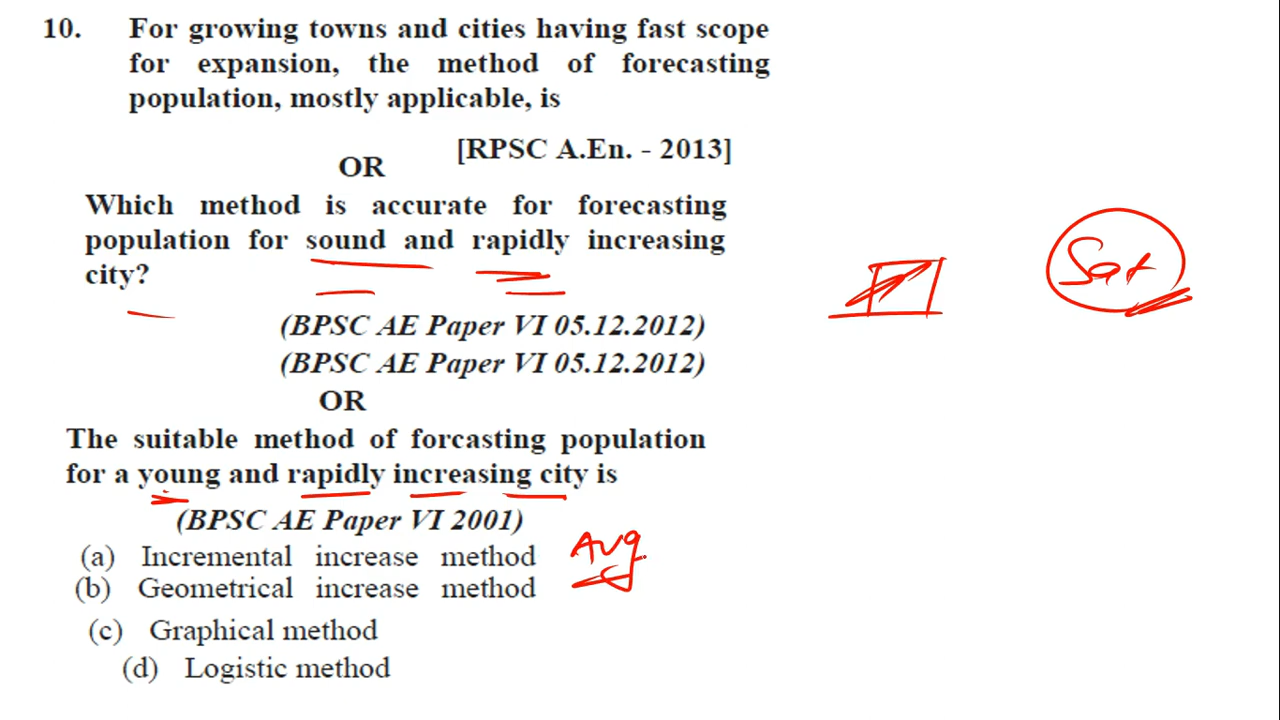 10. For growing towns and cities having fast scope
for expansion, the method of forecasting
population, mostly applicable, is
[RPSC A.En. - 2013]
OR
Which method is accurate for forecasting
population for sound and rapidly increasing
city?
(BPSC AE Paper VI 05.12.2012)
(BPSC AE Paper VI 05.12.2012)
OR
The suitable method of forcasting population
for a young and rapidly increasing city is
(BPSC AE Paper VI 2001)
(a) Incremental increase method
Avg
(b) Geometrical increase method
(c) Graphical method
(d) Logistic method
Sat